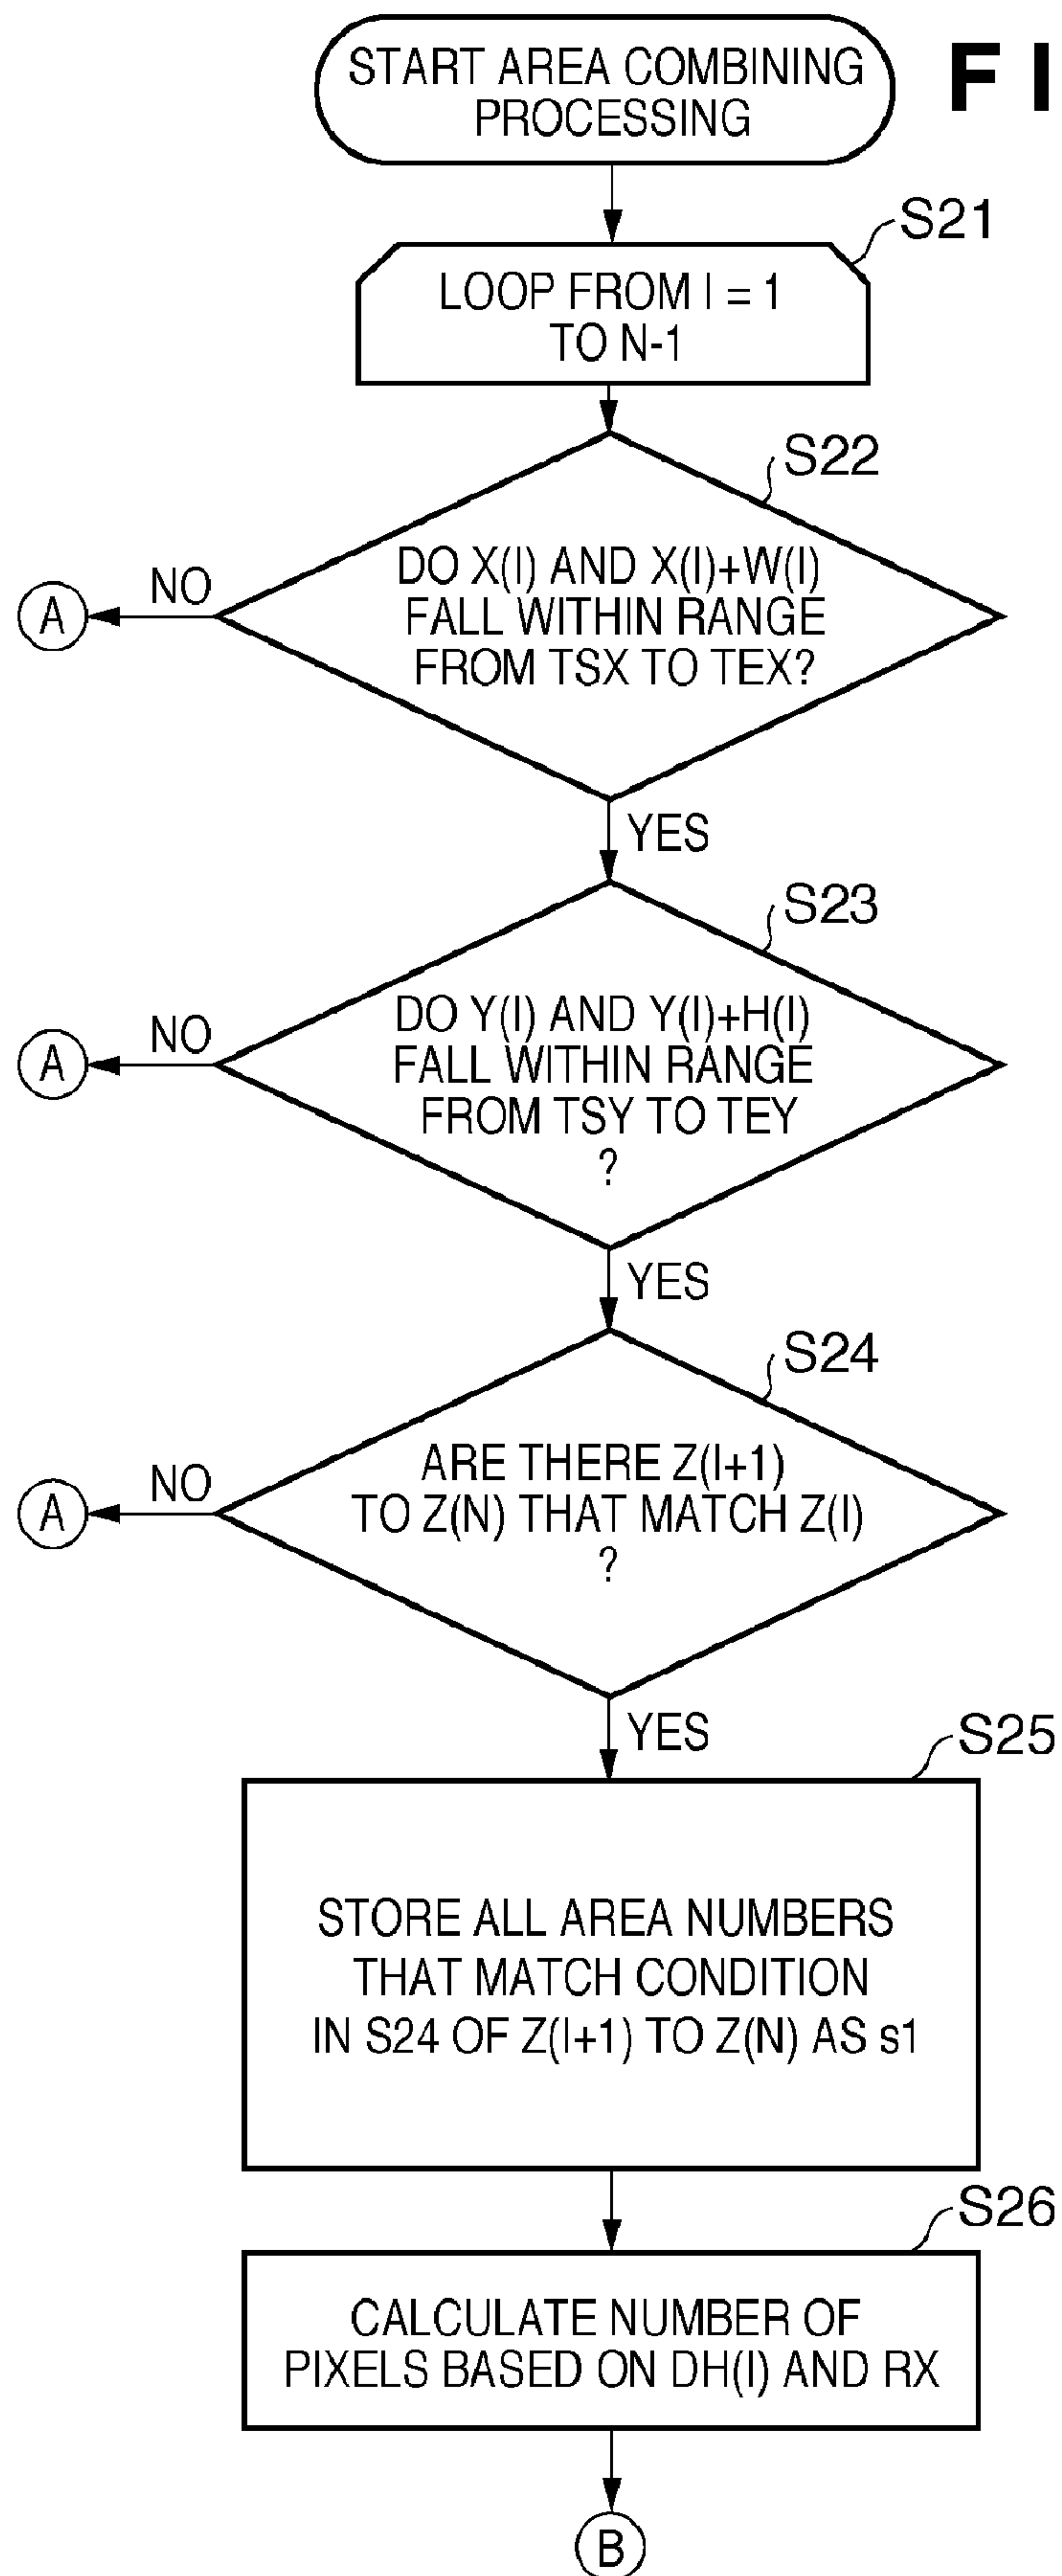 START AREA COMBINING
PROCESSING
F I
S21
LOOP FROM I = 1
TO N-1
S22
DO X(I) AND X(I)+W(I)
FALL WITHIN RANGE
FROM TSX TO TEX?
NO
A
YES
S23
DO Y(I) AND Y(I)+H(I)
FALL WITHIN RANGE
FROM TSY TO TEY
?
NO
A
YES
S24
ARE THERE Z(I+1)
TO Z(N) THAT MATCH Z(I)
?
NO
A
YES
S25
STORE ALL AREA NUMBERS
THAT MATCH CONDITION
IN S24 OF Z(I+1) TO Z(N) AS s1
S26
CALCULATE NUMBER OF
PIXELS BASED ON DH(I) AND RX
B